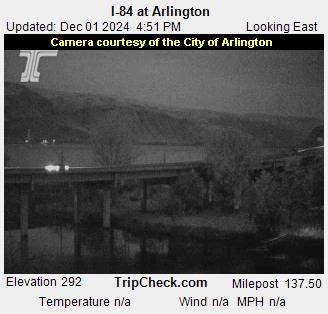 I-84 at Arlington
Updated: Dec 01 2024 4:51 PM Looking East
Camera courtesy of the City of Arlington
Elevation 292 TripCheck.com Milepost 137.50
Temperature n/a Wind n/a MPH n/a